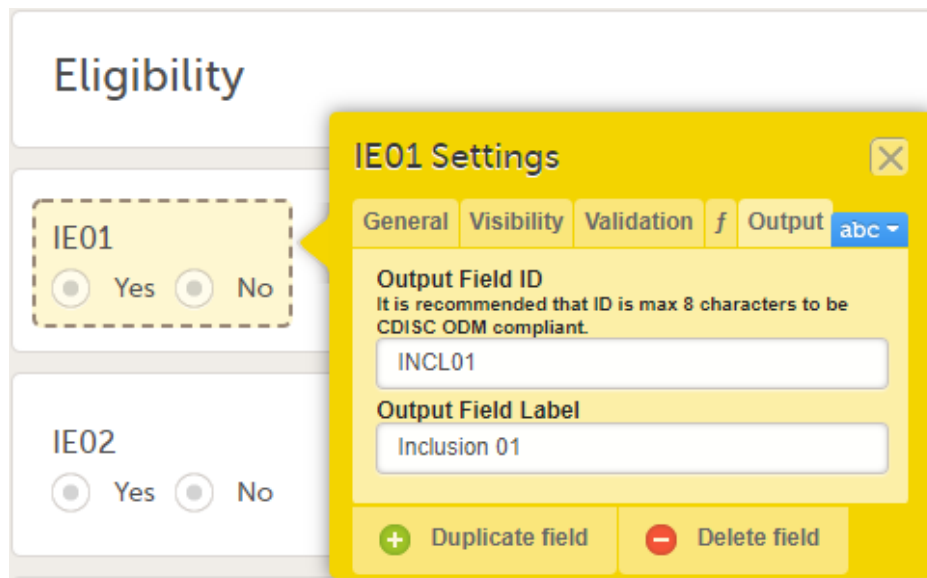 Eligibility
IE01 Settings
General Visibility Validation ƒ Output abc
IE01
Yes No
Output Field ID
It is recommended that ID is max 8 characters to be
CDISC ODM compliant.
INCL01
Output Field Label
Inclusion 01
IE02
Yes No
Duplicate field Delete field